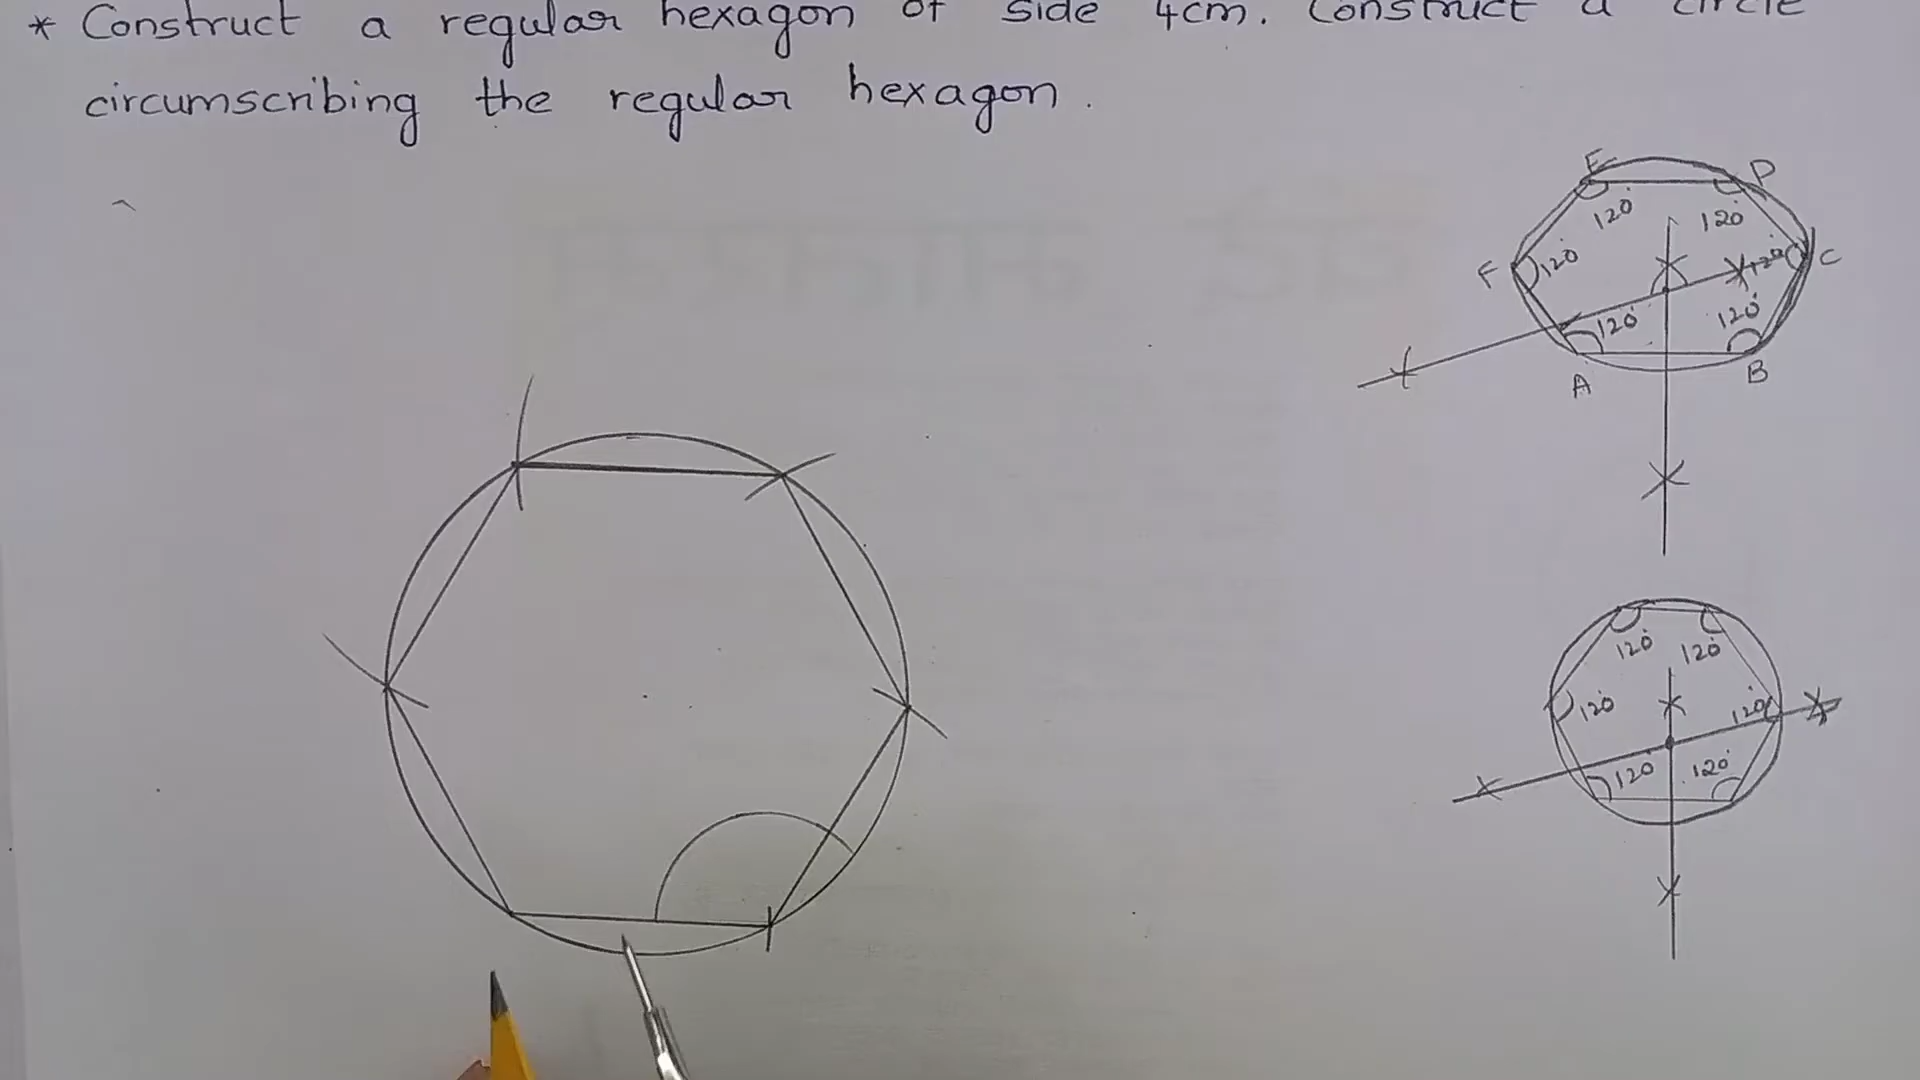 * Construct a regular hexagon of side 4cm. Construct a circle
circumscribing the regular hexagon.
E D
120° 120°
F 120° 120° C
120° 120°
A B
120° 120°
120° 120°
120° 120°